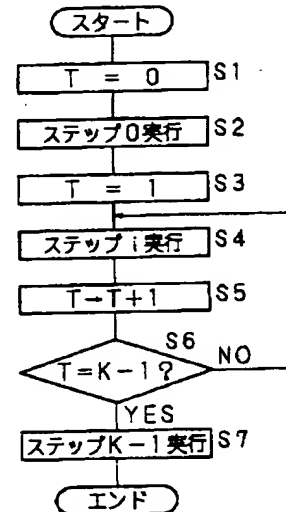 スタート
T = 0 S1
ステップ0実行 S2
T = 1 S3
ステップi実行 S4
T→T+1 S5
S6
T=K-1? NO
YES
ステップK-1実行 S7
エンド